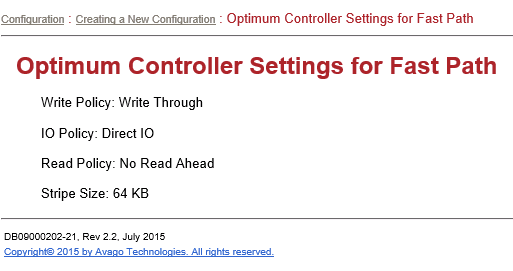 Configuration : Creating a New Configuration : Optimum Controller Settings for Fast Path
Optimum Controller Settings for Fast Path
Write Policy: Write Through
IO Policy: Direct IO
Read Policy: No Read Ahead
Stripe Size: 64 KB
DB09000202-21, Rev 2.2, July 2015
Copyright© 2015 by Avago Technologies. All rights reserved.